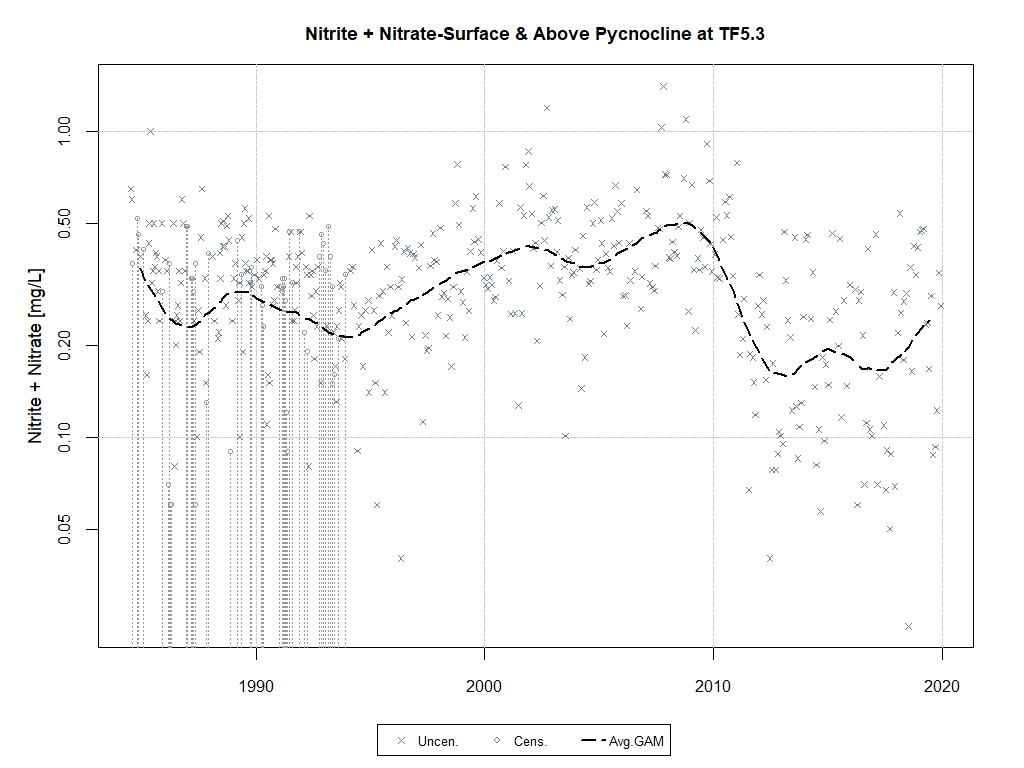 Nitrite + Nitrate-Surface & Above Pycnocline at TF5.3
Nitrite + Nitrate [mg/L]
1.00
0.50
0.20
0.10
0.05
1990
2000
2010
2020
Uncen.
Cens.
Avg.GAM